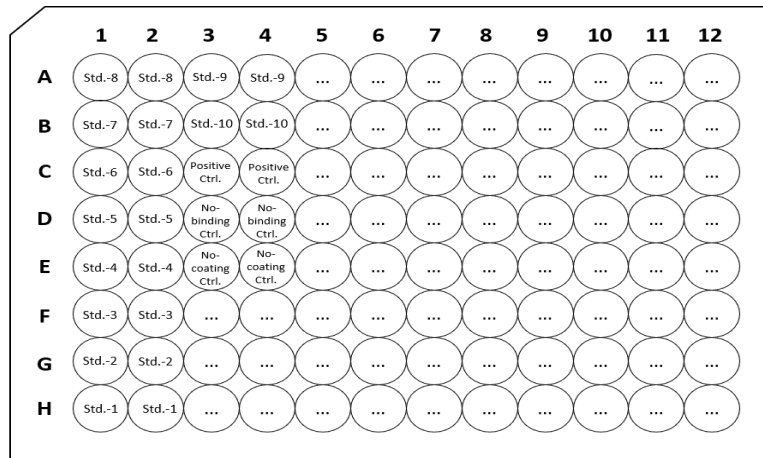 1 2 3 4 5 6 7 8 9 10 11 12
A Std.-8 Std.-8 Std.-9 Std.-9 ... ... ... ... ... ... ... ...
B Std.-7 Std.-7 Std.-10 Std.-10 ... ... ... ... ... ... ... ...
C Std.-6 Std.-6 Positive Ctrl. Positive Ctrl. ... ... ... ... ... ... ... ...
D Std.-5 Std.-5 No-binding Ctrl. No-binding Ctrl. ... ... ... ... ... ... ... ...
E Std.-4 Std.-4 No-coating Ctrl. No-coating Ctrl. ... ... ... ... ... ... ... ...
F Std.-3 Std.-3 ... ... ... ... ... ... ... ... ... ...
G Std.-2 Std.-2 ... ... ... ... ... ... ... ... ... ...
H Std.-1 Std.-1 ... ... ... ... ... ... ... ... ... ...